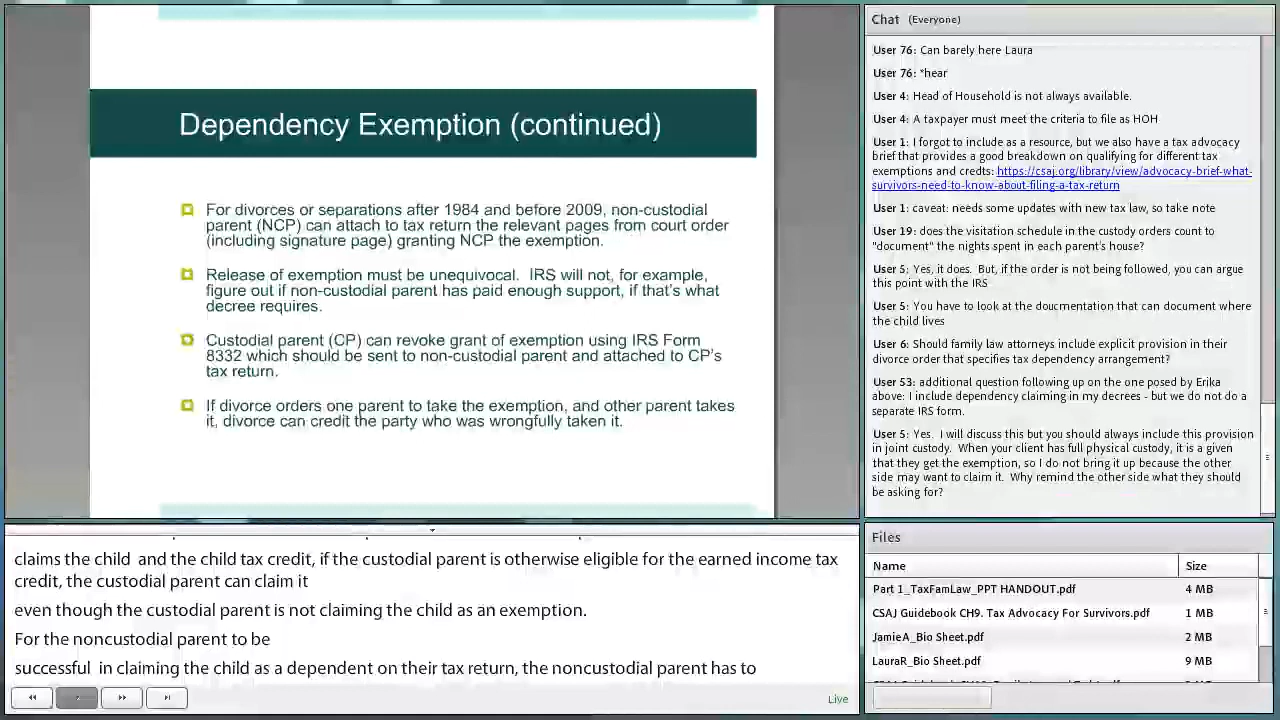 Dependency Exemption (continued)
For divorces or separations after 1984 and before 2009, non-custodial
parent (NCP) can attach to tax return the relevant pages from court order
(including signature page) granting NCP the exemption.
Release of exemption must be unequivocal.  IRS will not, for example,
figure out if non-custodial parent has paid enough support, if that's what
decree requires.
Custodial parent (CP) can revoke grant of exemption using IRS Form
8332 which should be sent to non-custodial parent and attached to CP's
tax return.
If divorce orders one parent to take the exemption, and other parent takes
it, divorce can credit the party who was wrongfully taken it.
claims the child  and the child tax credit, if the custodial parent is otherwise eligible for the earned income tax
credit, the custodial parent can claim it
even though the custodial parent is not claiming the child as an exemption.
For the noncustodial parent to be
successful  in claiming the child as a dependent on their tax return, the noncustodial parent has to
Live
Chat (Everyone)
User 76: Can barely here Laura
User 76: *hear
User 4: Head of Household is not always available.
User 4: A taxpayer must meet the criteria to file as HOH
User 1: I forgot to include as a resource, but we also have a tax advocacy
brief that provides a good breakdown on qualifying for different tax
exemptions and credts: https://csaj.org/library/view/advocacy-brief-what-
survivors-need-to-know-about-filing-a-tax-return
User 1: caveat: needs some updates with new tax law, so take note
User 19: does the visitation schedule in the custody orders count to
"document" the nights spent in each parent's house?
User 5: Yes, it does.  But, if the order is not being followed, you can argue
this point with the IRS
User 5: You have to look at the doucmentation that can document where
the child lives
User 6: Should family law attorneys include explicit provision in their
divorce order that specifies tax dependency arrangement?
User 53: additional question following up on the one posed by Erika
above: I include dependency claiming in my decrees - but we do not do a
separate IRS form.
User 5: Yes.  I will discuss this but you should always include this provision
in joint custody.  When your client has full physical custody, it is a given
that they get the exemption, so I do not bring it up because the other
side may want to claim it.  Why remind the other side what they should
be asking for?
Files
Name Size
Part 1_TaxFamLaw_PPT HANDOUT.pdf 4 MB
CSAJ Guidebook CH9. Tax Advocacy For Survivors.pdf 1 MB
JamieA_Bio Sheet.pdf 2 MB
LauraR_Bio Sheet.pdf 9 MB